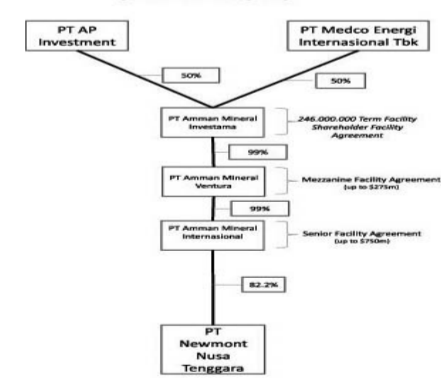 PT AP
Investment
PT Medco Energi
Internasional Tbk
50%
50%
PT Amman Mineral
Investama
246.000.000 Term Facility
Shareholder Facility
Agreement
99%
PT Amman Mineral
Ventura
Mezzanine Facility Agreement
(up to $275m)
99%
PT Amman Mineral
Internasional
Senior Facility Agreement
(up to $750m)
82.2%
PT
Newmont
Nusa
Tenggara